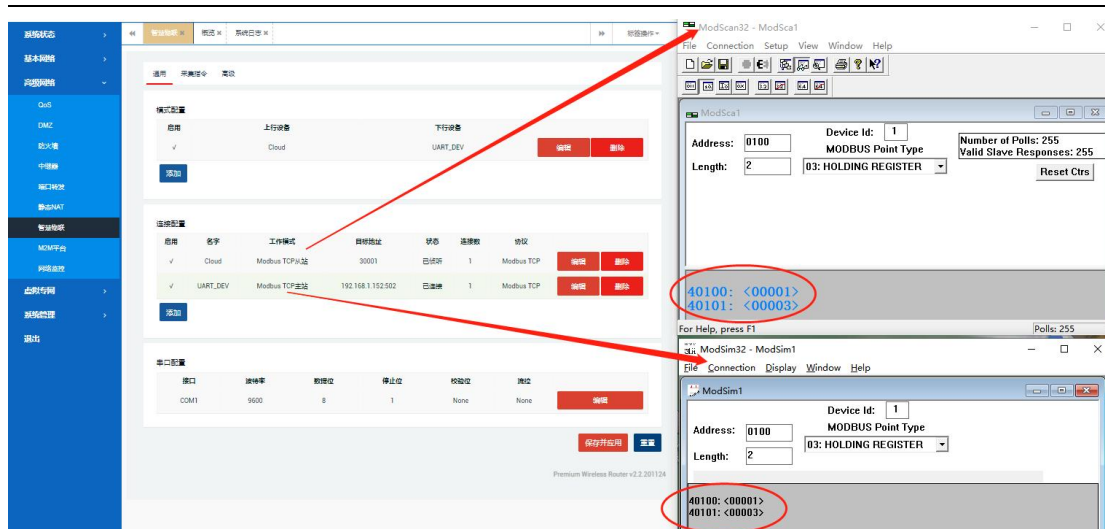 系统状态
基本网络
高级网络
QoS
DMZ
防火墙
中继器
端口转发
静态NAT
智慧物联
M2M平台
网络监控
虚拟专网
系统管理
退出
智慧物联 × 概览 × 系统日志 × 标签操作
通用 采集指令 高级
模式配置
启用 上行设备 下行设备
√ Cloud UART_DEV 编辑 删除
添加
连接配置
启用 名字 工作模式 目标地址 状态 连接数 协议
√ Cloud Modbus TCP从站 30001 已侦听 1 Modbus TCP 编辑 删除
√ UART_DEV Modbus TCP主站 192.168.1.152:502 已连接 1 Modbus TCP 编辑 删除
添加
串口配置
接口 波特率 数据位 停止位 校验位 流控
COM1 9600 8 1 None None 编辑
保存并应用 重置
Premium Wireless Router v2.2.201124
ModScan32 - ModSca1
File Connection Setup View Window Help
ModSca1
Address: 0100
Length: 2
Device Id: 1
MODBUS Point Type
03: HOLDING REGISTER
Number of Polls: 255
Valid Slave Responses: 255
Reset Ctrs
40100: <00001>
40101: <00003>
For Help, press F1 Polls: 255
ModSim32 - ModSim1
File Connection Display Window Help
ModSim1
Address: 0100
Length: 2
Device Id: 1
MODBUS Point Type
03: HOLDING REGISTER
40100: <00001>
40101: <00003>